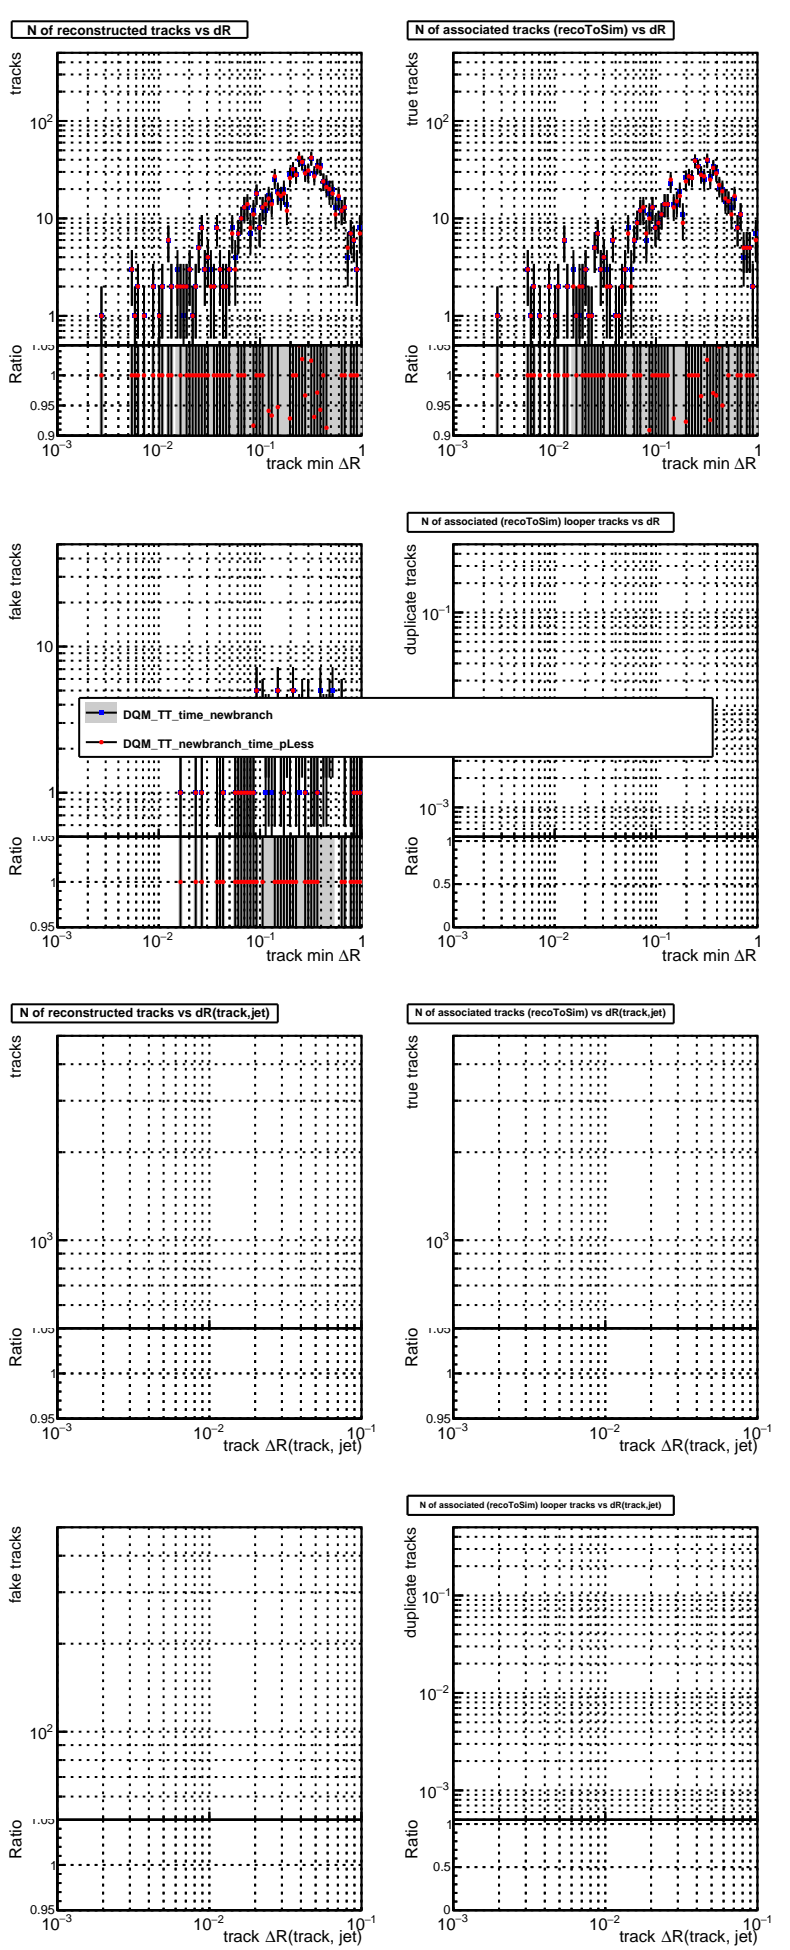 N of reconstructed tracks vs dR
N of associated tracks (recoToSim) vs dR
tracks
10²
10
1
Ratio
1.05
1
0.95
0.9
10⁻³
10⁻²
10⁻¹
1
track min ΔR
true tracks
10²
10
1
Ratio
1.05
1
0.95
0.9
10⁻³
10⁻²
10⁻¹
1
track min ΔR
N of associated (recoToSim) looper tracks vs dR
fake tracks
10
1
Ratio
1.05
1
0.95
10⁻³
10⁻²
10⁻¹
1
track min ΔR
duplicate tracks
10⁻¹
10⁻³
Ratio
1
0.5
0
10⁻³
10⁻²
10⁻¹
1
track min ΔR
DQM_TT_time_newbranch
DQM_TT_newbranch_time_pLess
N of reconstructed tracks vs dR(track,jet)
N of associated tracks (recoToSim) vs dR(track,jet)
tracks
10³
Ratio
1.05
1
0.95
10⁻³
10⁻²
10⁻¹
track ΔR(track, jet)
true tracks
10³
Ratio
1.05
1
0.95
10⁻³
10⁻²
10⁻¹
track ΔR(track, jet)
N of associated (recoToSim) looper tracks vs dR(track,jet)
fake tracks
10²
Ratio
1.05
1
0.95
10⁻³
10⁻²
10⁻¹
track ΔR(track, jet)
duplicate tracks
10⁻¹
10⁻²
10⁻³
Ratio
1
0.5
0
10⁻³
10⁻²
10⁻¹
track ΔR(track, jet)